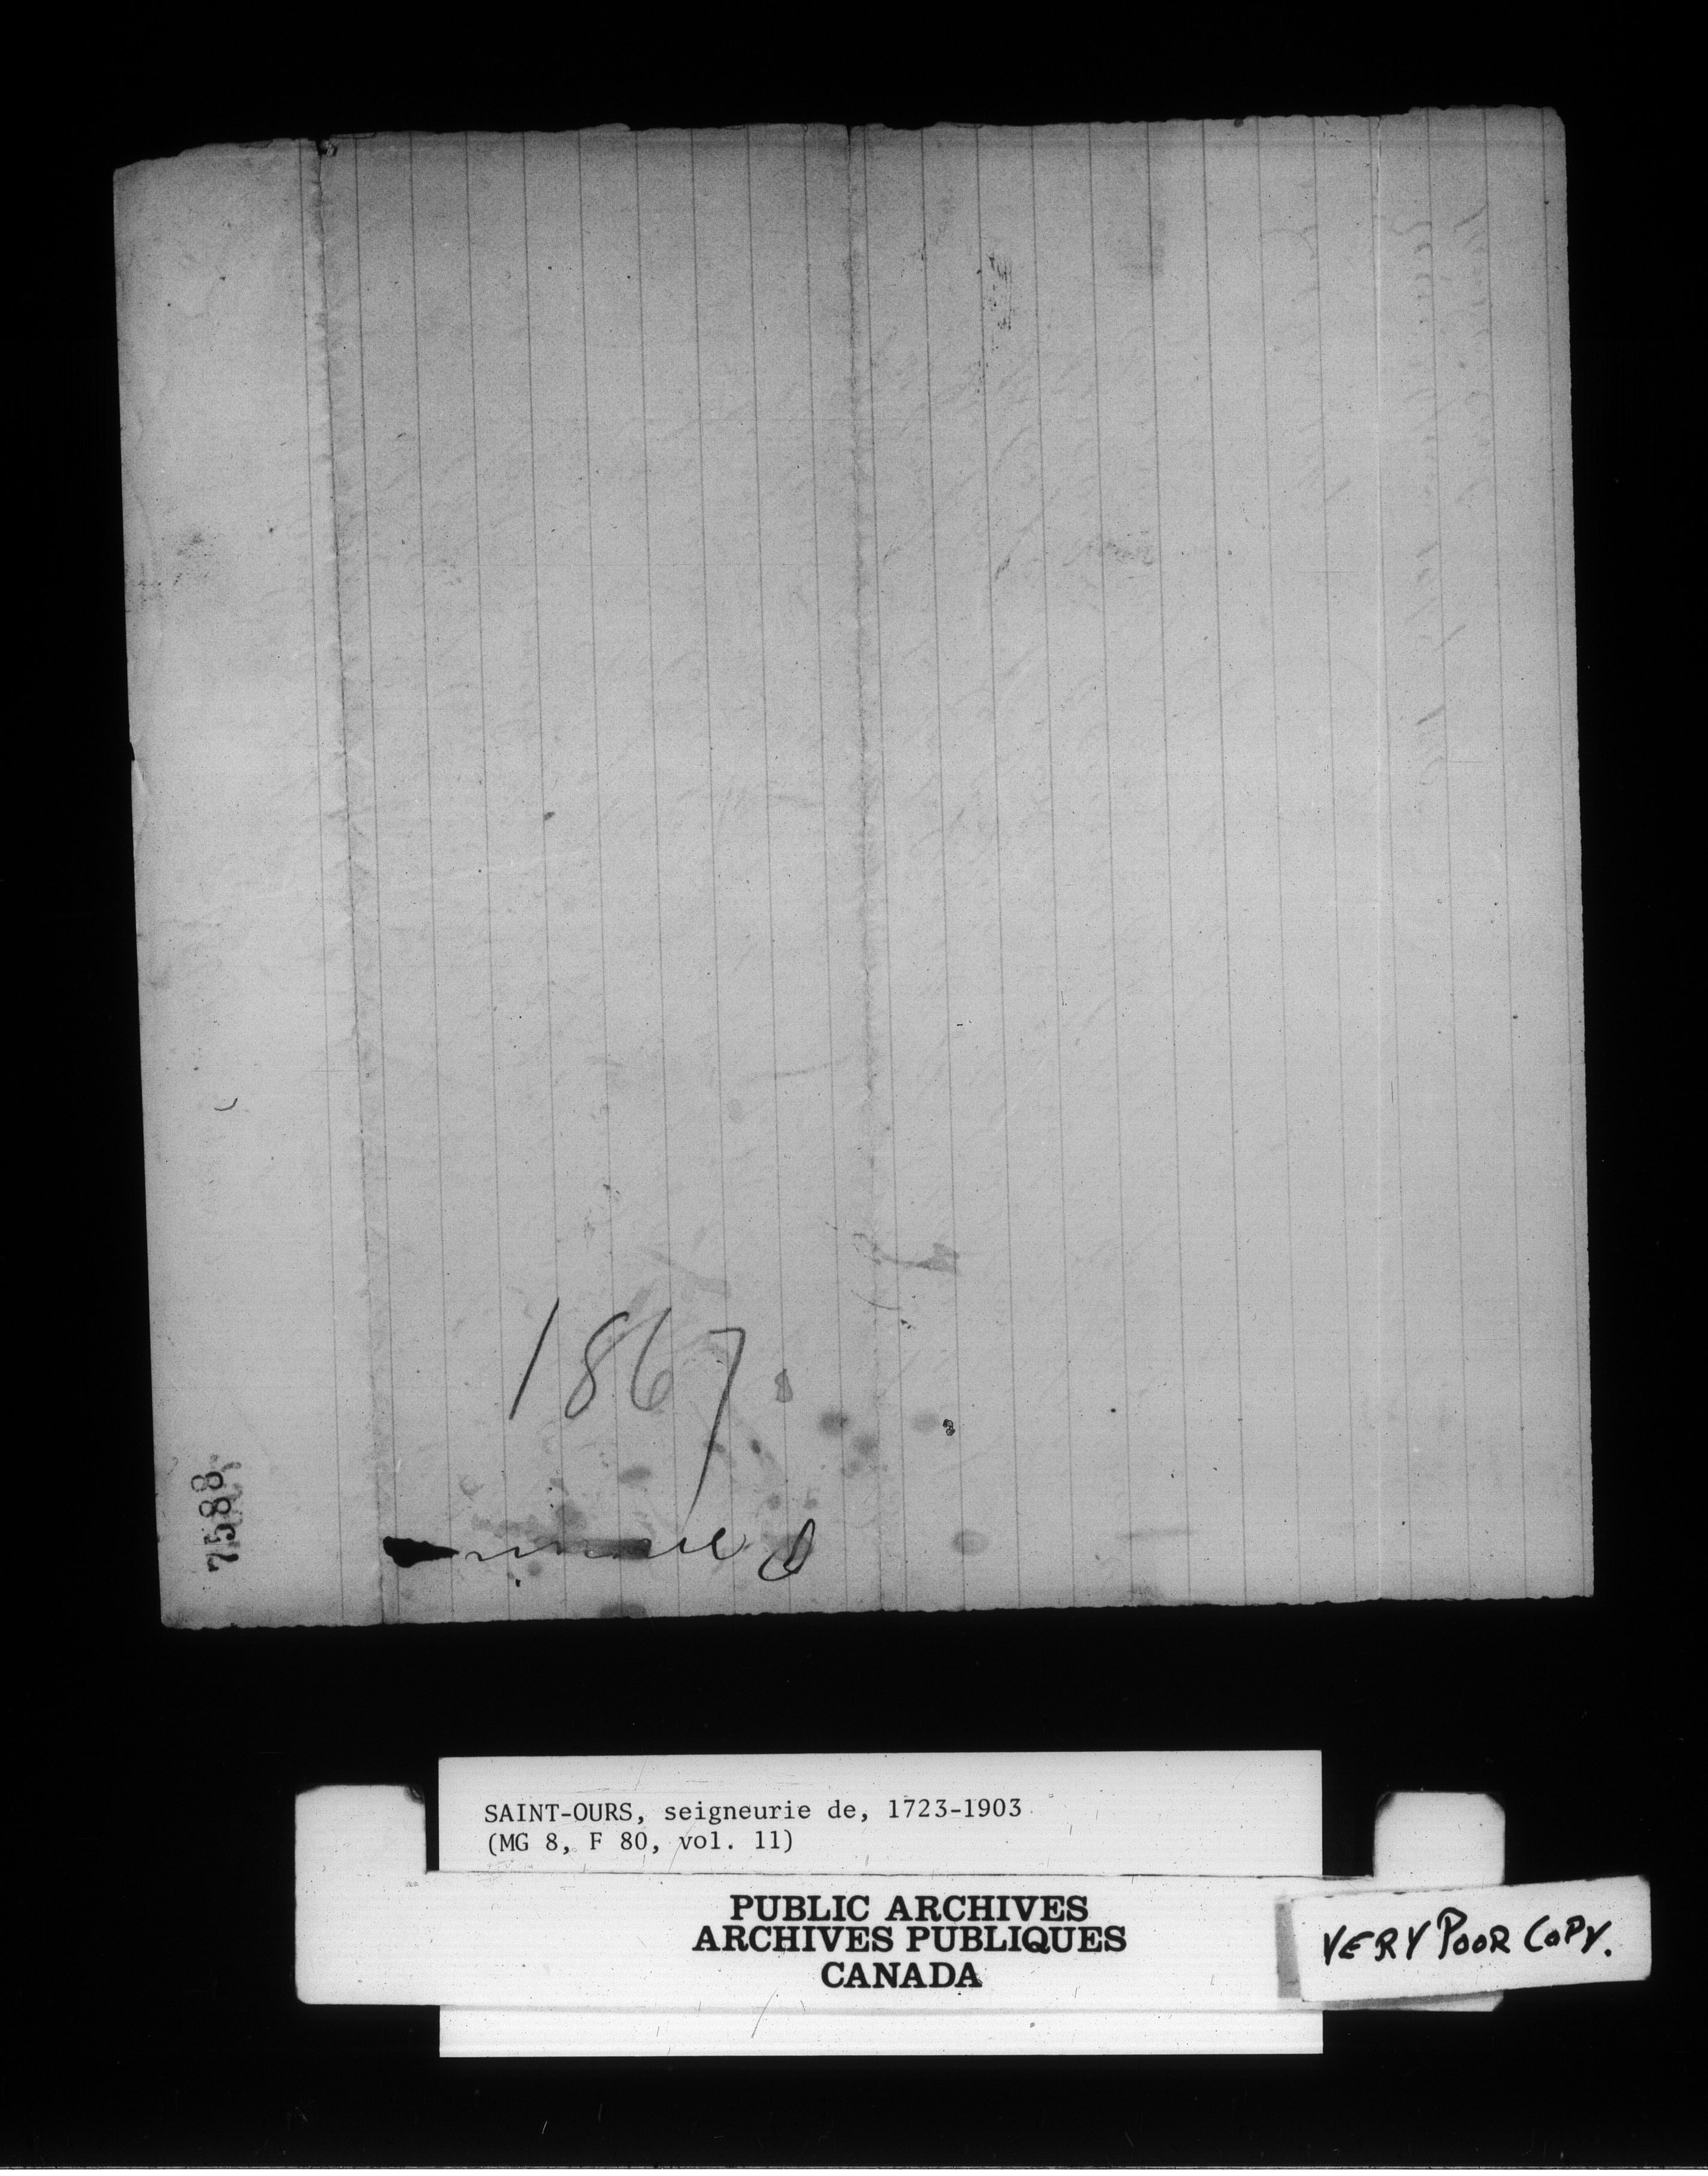 1867.
7588
SAINT-OURS, seigneurie de, 1723-1903
(MG 8, F 80, vol. 11)
PUBLIC ARCHIVES
ARCHIVES PUBLIQUES
CANADA
VERY POOR COPY.